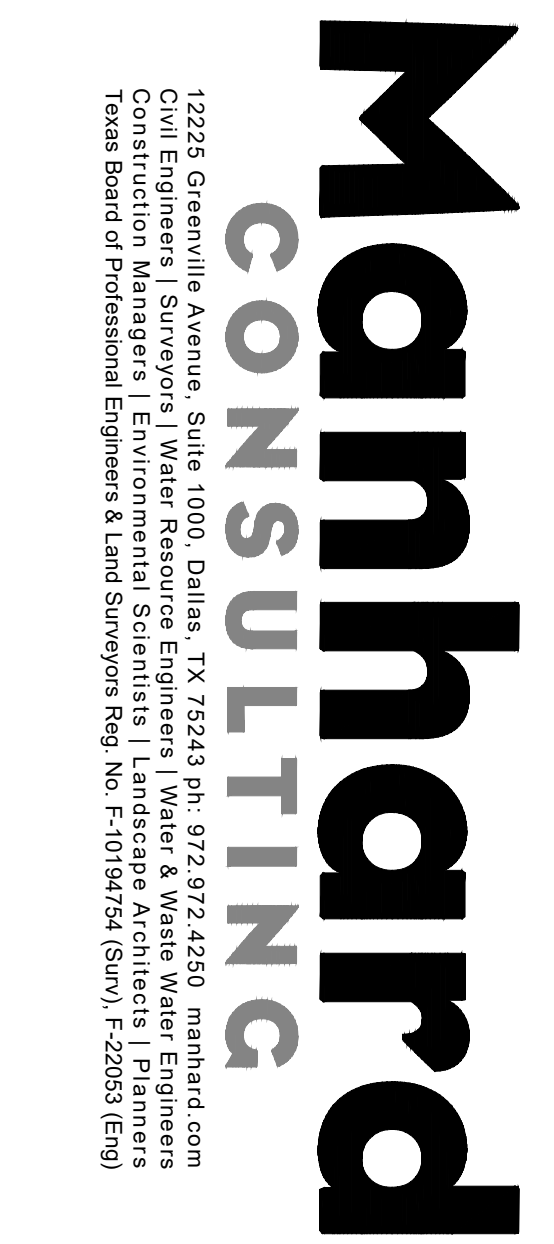 Manhard
CONSULTING
12225 Greenville Avenue, Suite 1000, Dallas, TX 75243 ph: 972.972.4250 manhard.com
Civil Engineers | Surveyors | Water Resource Engineers | Water & Waste Water Engineers
Construction Managers | Environmental Scientists | Landscape Architects | Planners
Texas Board of Professional Engineers & Land Surveyors Reg. No. F-10194754 (Surv), F-22053 (Eng)